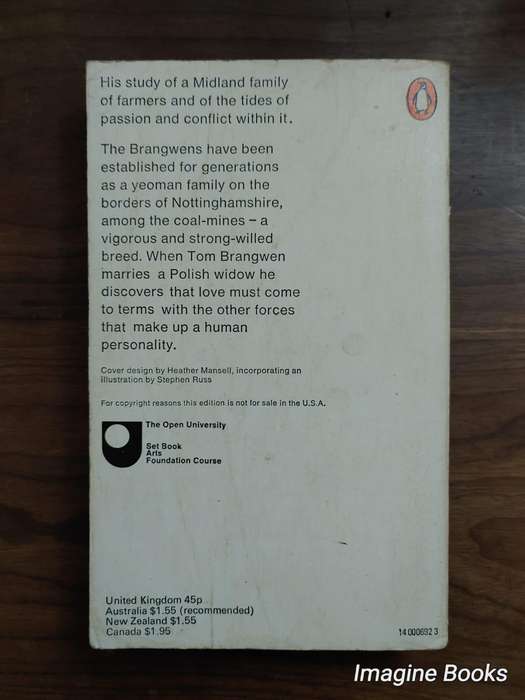 His study of a Midland family
of farmers and of the tides of
passion and conflict within it.
The Brangwens have been
established for generations
as a yeoman family on the
borders of Nottinghamshire,
among the coal-mines – a
vigorous and strong-willed
breed. When Tom Brangwen
marries a Polish widow he
discovers that love must come
to terms with the other forces
that make up a human
personality.
Cover design by Heather Mansell, incorporating an
illustration by Stephen Russ
For copyright reasons this edition is not for sale in the U.S.A.
The Open University
Set Book
Arts
Foundation Course
United Kingdom 45p
Australia $1.55 (recommended)
New Zealand $1.55
Canada $1.95
14 000692 3
Imagine Books